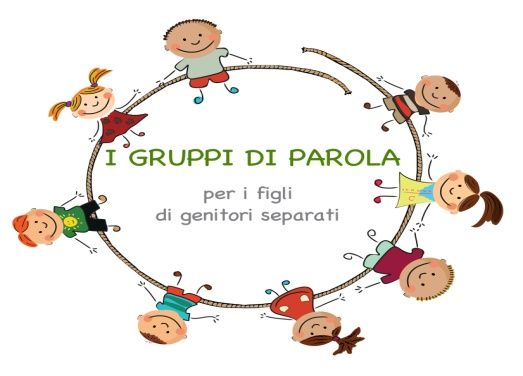 I GRUPPI DI PAROLA
per i figli
di genitori separati